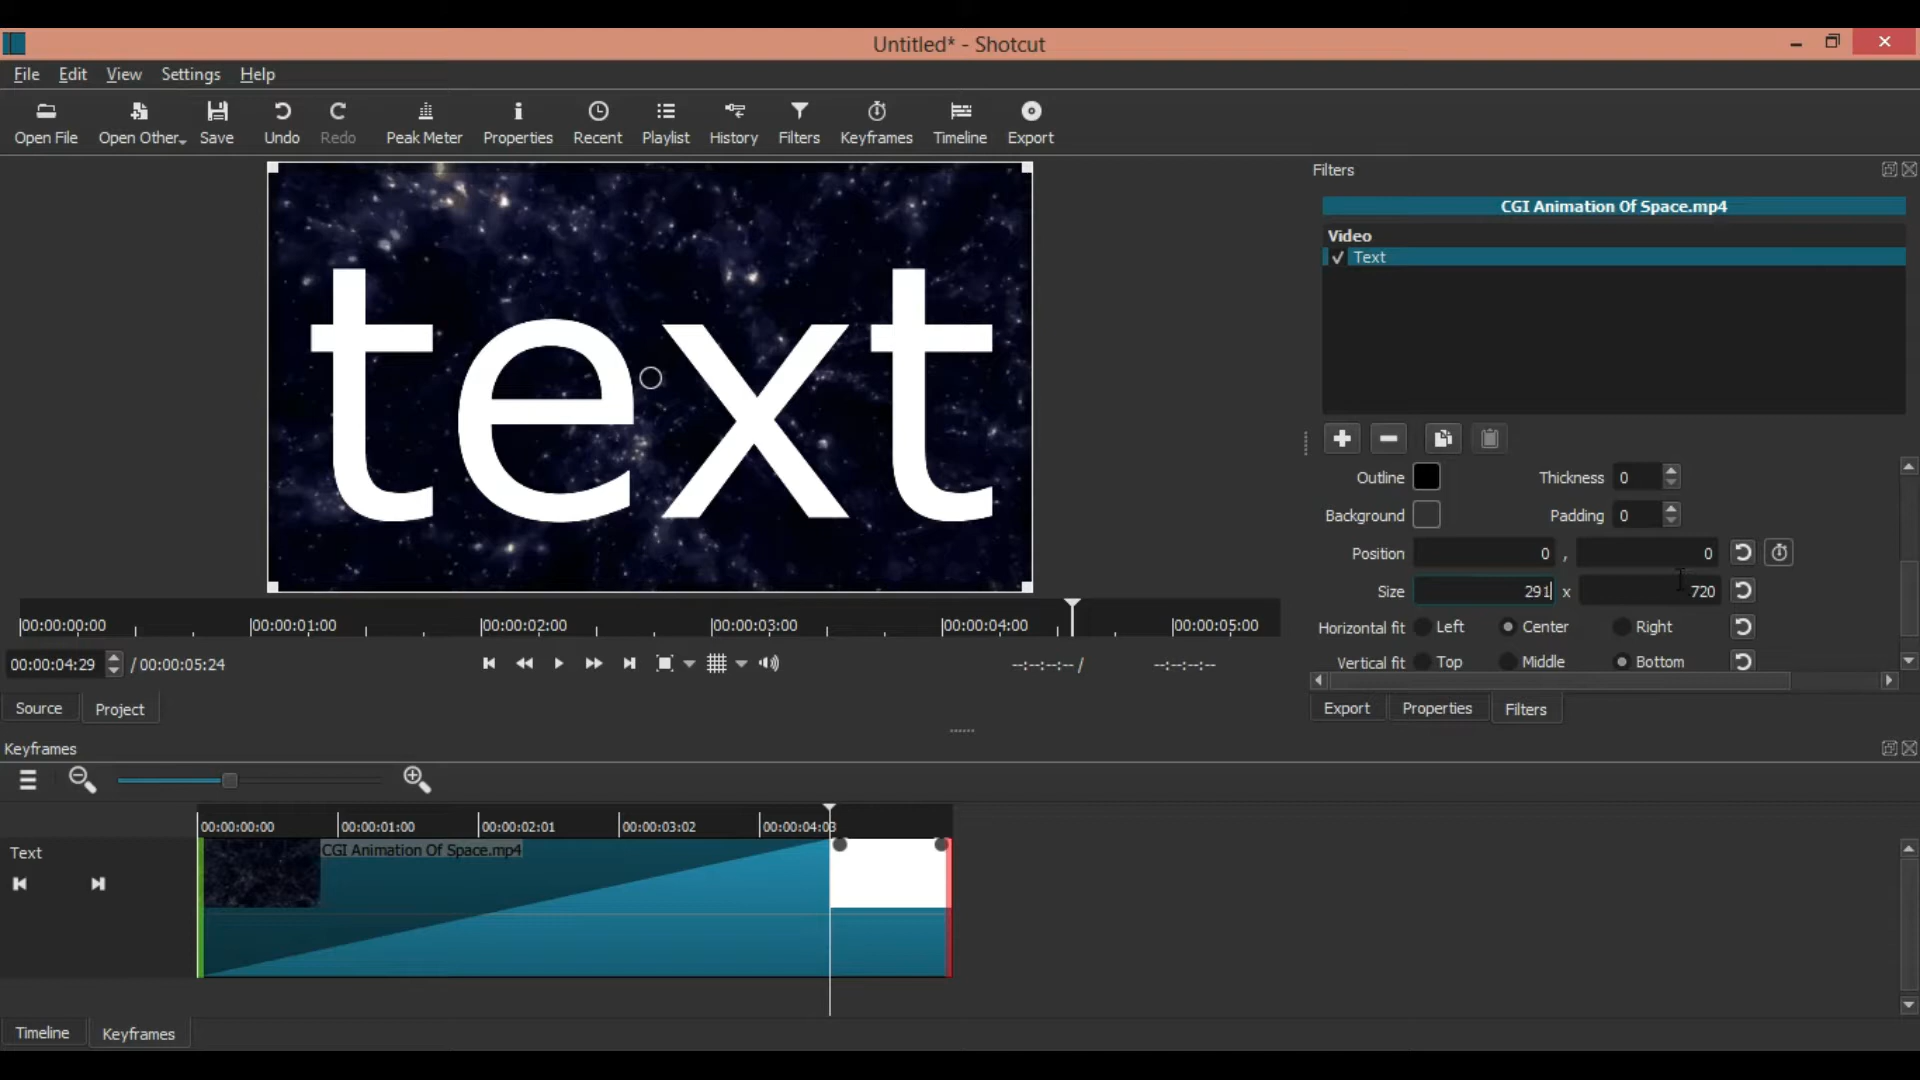 Untitled* - Shotcut
File Edit View Settings Help
Open File Open Other Save Undo Redo Peak Meter Properties Recent Playlist History Filters Keyframes Timeline Export
text
Filters
CGI Animation Of Space.mp4
Video
Text
Outline Thickness 0
Background Padding 0
Position 0 , 0
Size 291 x 720
Horizontal fit Left Center Right
Vertical fit Top Middle Bottom
00:00:00:00 00:00:01:00 00:00:02:00 00:00:03:00 00:00:04:00 00:00:05:00
00:00:04:29 / 00:00:05:24 --:--:--:-- / --:--:--:--
Source Project
Export Properties Filters
Keyframes
00:00:00:00 00:00:01:00 00:00:02:01 00:00:03:02 00:00:04:03
Text
CGI Animation Of Space.mp4
Timeline Keyframes